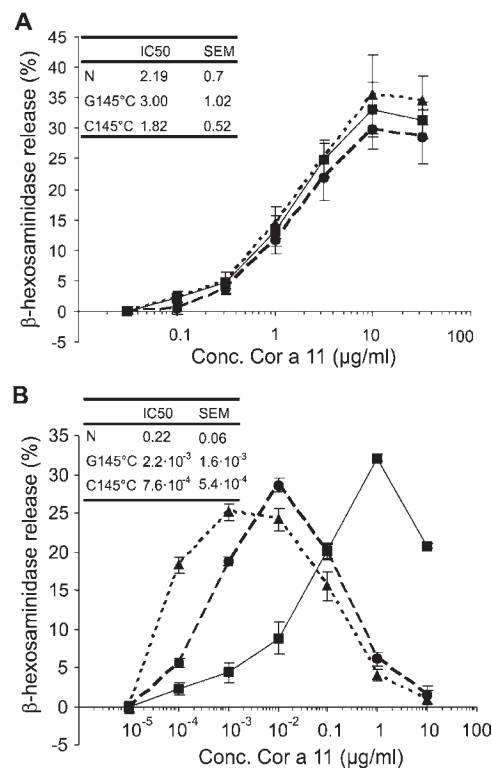 A
45
40
35
30
25
20
15
10
5
0
-5
β-hexosaminidase release (%)
IC50 SEM
N 2.19 0.7
G145°C 3.00 1.02
C145°C 1.82 0.52
0.1 1 10 100
Conc. Cor a 11 (μg/ml)
B
35
30
25
20
15
10
5
0
-5
β-hexosaminidase release (%)
IC50 SEM
N 0.22 0.06
G145°C 2.2·10⁻³ 1.6·10⁻³
C145°C 7.6·10⁻⁴ 5.4·10⁻⁴
10⁻⁵ 10⁻⁴ 10⁻³ 10⁻² 0.1 1 10 100
Conc. Cor a 11 (μg/ml)